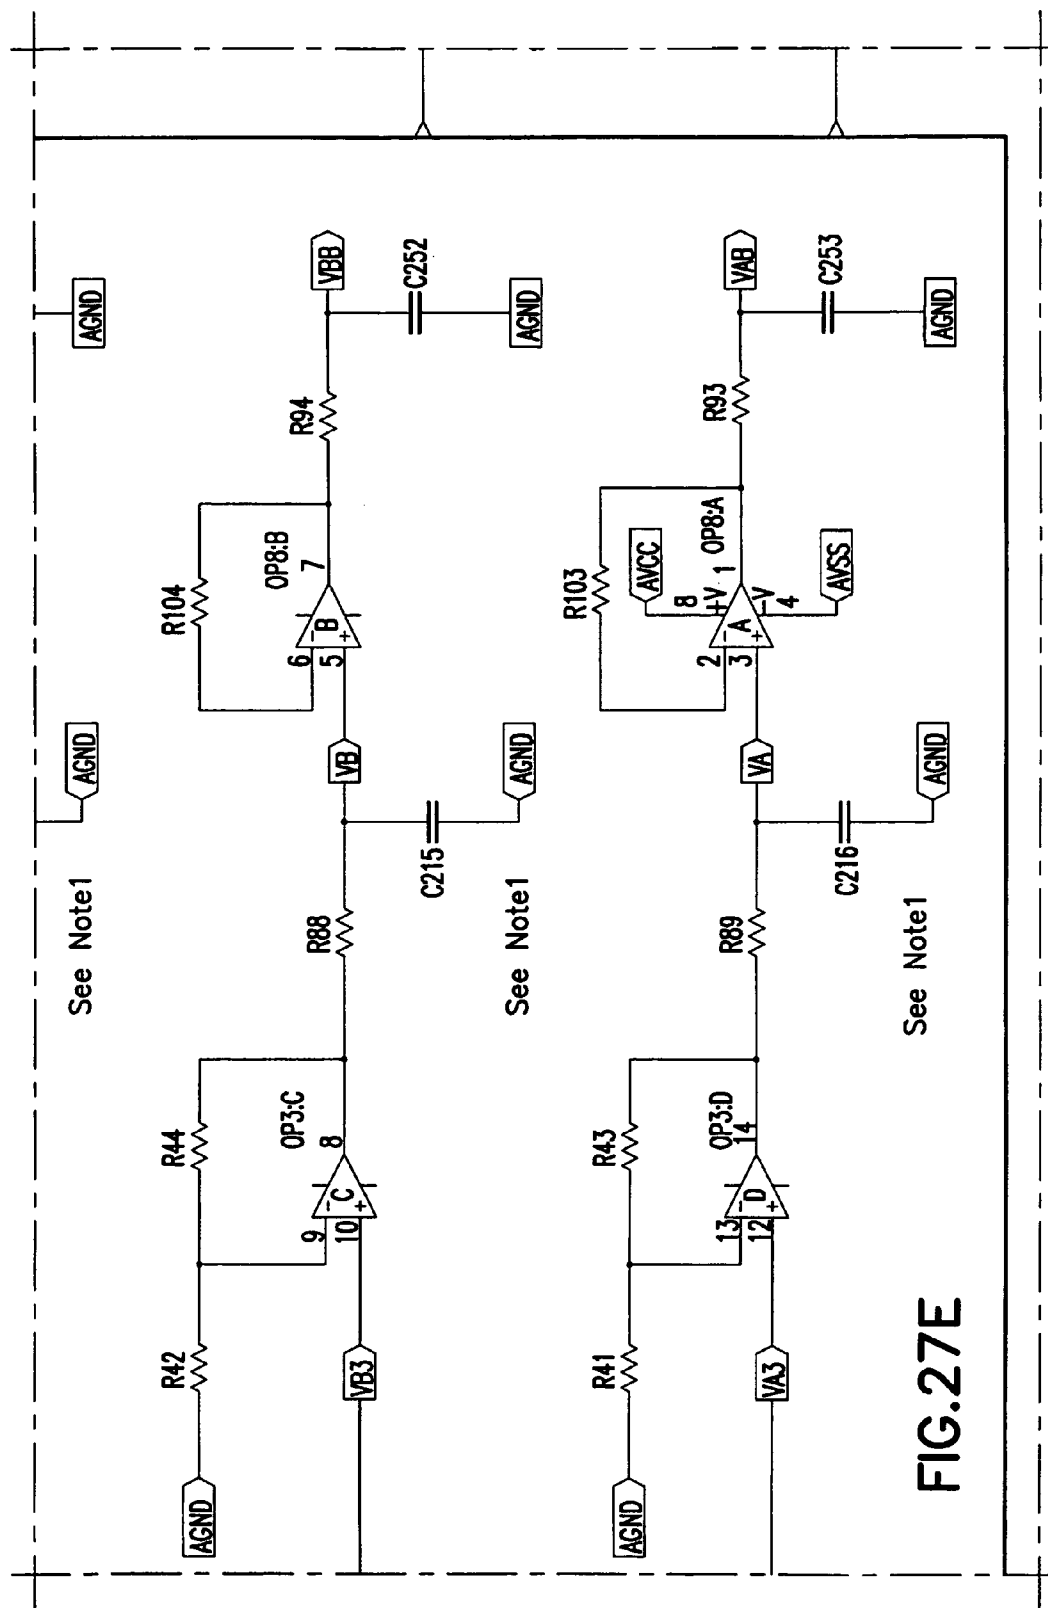 AGND
AGND
See Note1
R42
R44
R104
AGND
9
C
8
OP3:C
10
VB3
R88
VB
6
B
7
OP8:B
5
R94
VBB
C215
AGND
C252
AGND
See Note1
R41
R43
R103
AGND
13
D
14
OP3:D
12
VA3
R89
VA
AVCC
8
+V
2
A
1
OP8:A
3
-V
4
AVSS
R93
VAB
C216
AGND
C253
AGND
See Note1
FIG.27E